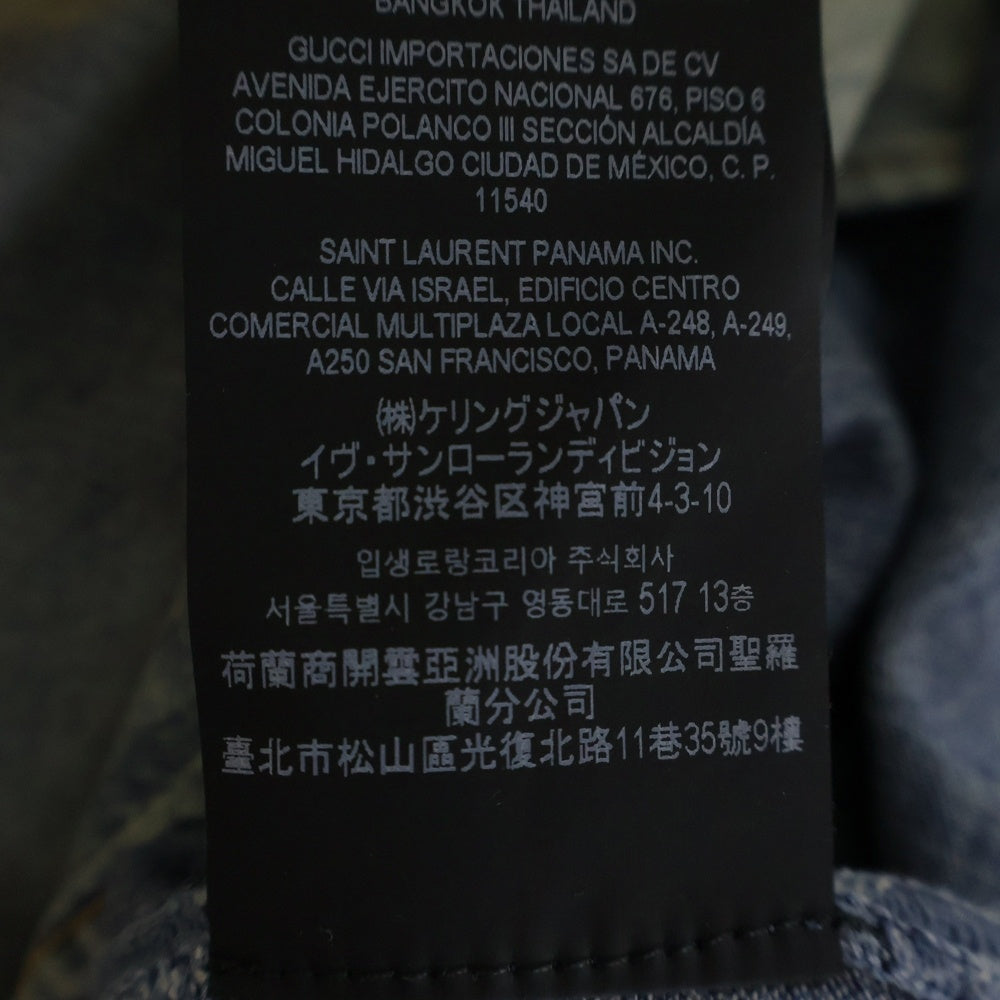 BANGKOK THAILAND
GUCCI IMPORTACIONES SA DE CV
AVENIDA EJERCITO NACIONAL 676, PISO 6
COLONIA POLANCO III SECCIÓN ALCALDÍA
MIGUEL HIDALGO CIUDAD DE MÉXICO, C. P.
11540
SAINT LAURENT PANAMA INC.
CALLE VIA ISRAEL, EDIFICIO CENTRO
COMERCIAL MULTIPLAZA LOCAL A-248, A-249,
A250 SAN FRANCISCO, PANAMA
(株)ケリングジャパン
イヴ・サンローランディビジョン
東京都渋谷区神宮前4-3-10
입생로랑코리아 주식회사
서울특별시 강남구 영동대로 517 13층
荷蘭商開雲亞洲股份有限公司聖羅
蘭分公司
臺北市松山區光復北路11巷35號9樓